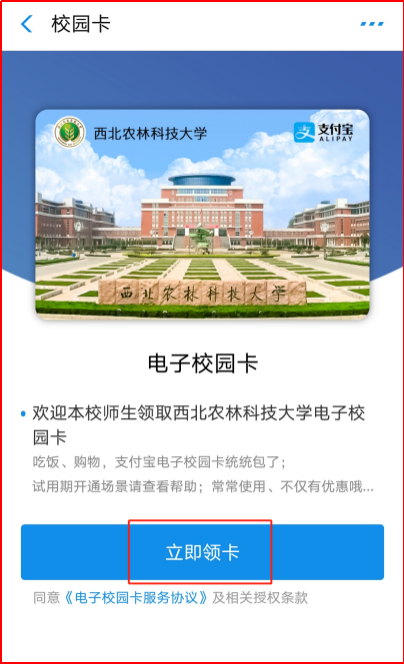 校园卡
西北农林科技大学
支付宝
ALIPAY
西北农林科技大学
电子校园卡
欢迎本校师生领取西北农林科技大学电子校
园卡
吃饭、购物，支付宝电子校园卡统统包了；
试用期开通场景请查看帮助；常常使用、不仅有优惠哦...
立即领卡
同意《电子校园卡服务协议》及相关授权条款